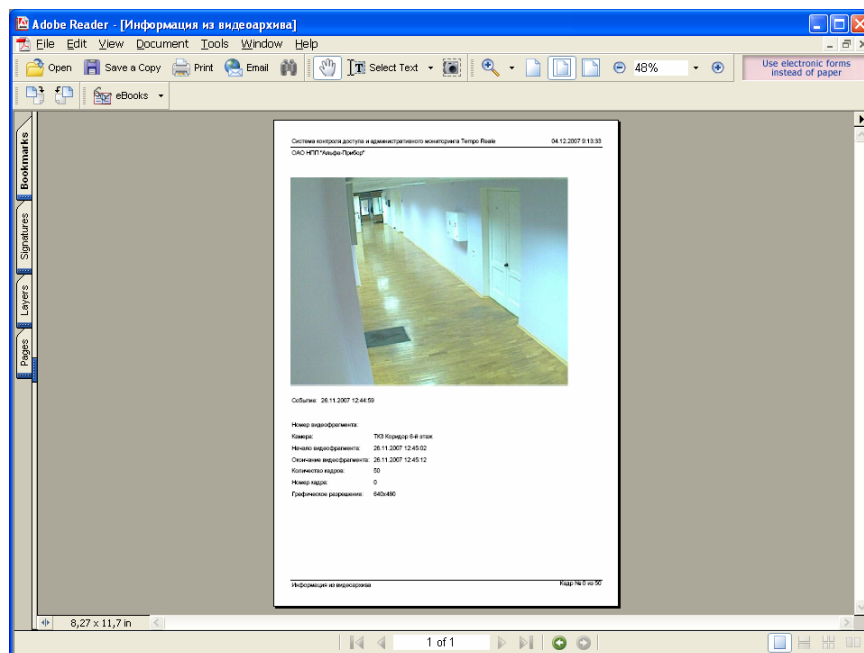 Adobe Reader - [Информация из видеоархива]
File Edit View Document Tools Window Help
Open Save a Copy Print Email Select Text 48% Use electronic forms instead of paper
eBooks
Bookmarks
Signatures
Layers
Pages
Система контроля доступа и административного мониторинга Tempo Reale 04.12.2007 9:13:33
ОАО НПП "Альфа-Прибор"
Событие: 26.11.2007 12:44:59
Номер видеофрагмента:
Камера: ТК3 Коридор 6-й этаж
Начало видеофрагмента: 26.11.2007 12:45:02
Окончание видеофрагмента: 26.11.2007 12:45:12
Количество кадров: 50
Номер кадра: 0
Графическое разрешение: 640x480
Информация из видеоархива Кадр № 0 из 50
8,27 x 11,7 in
1 of 1